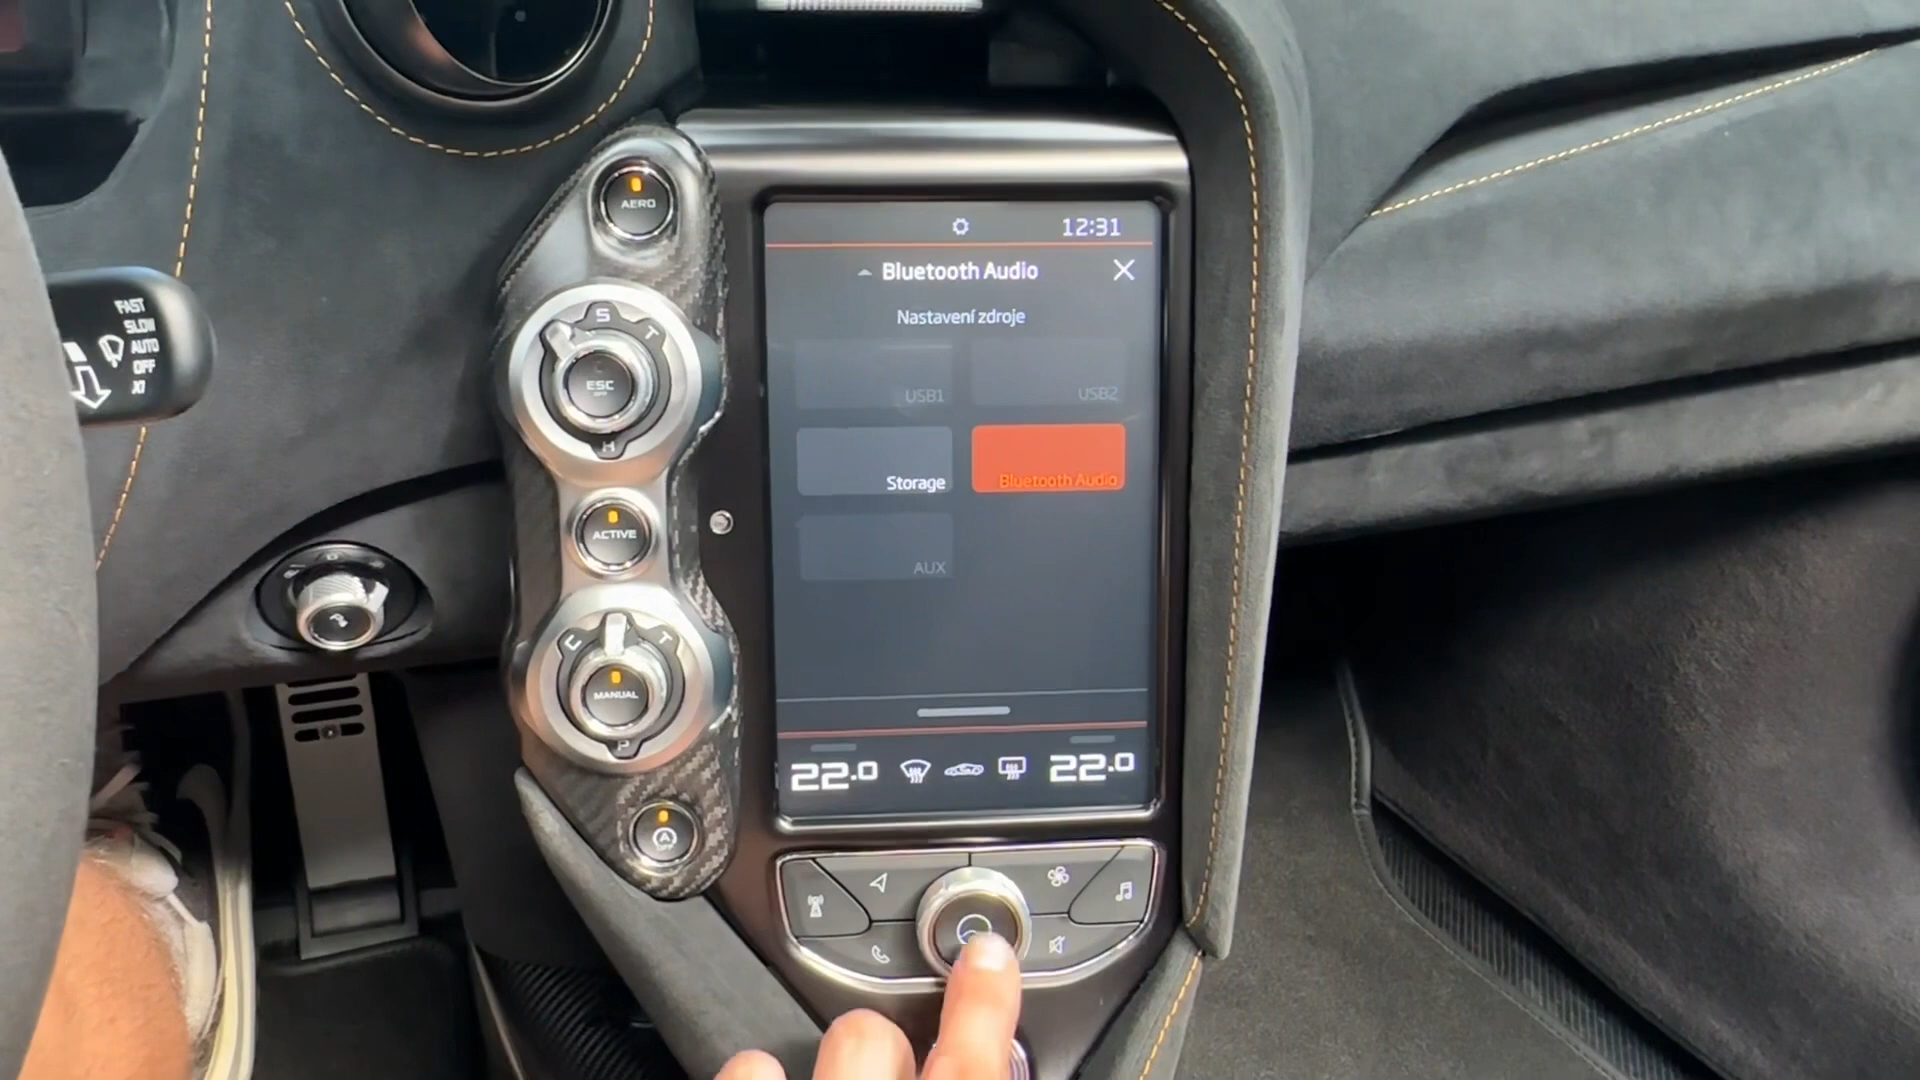 12:31
Bluetooth Audio
Nastavení zdroje
USB1
USB2
Storage
Bluetooth Audio
AUX
22.0
22.0
AERO
S
T
ESC
OFF
H
ACTIVE
C
T
MANUAL
P
A
OFF
FAST
SLOW
AUTO
OFF